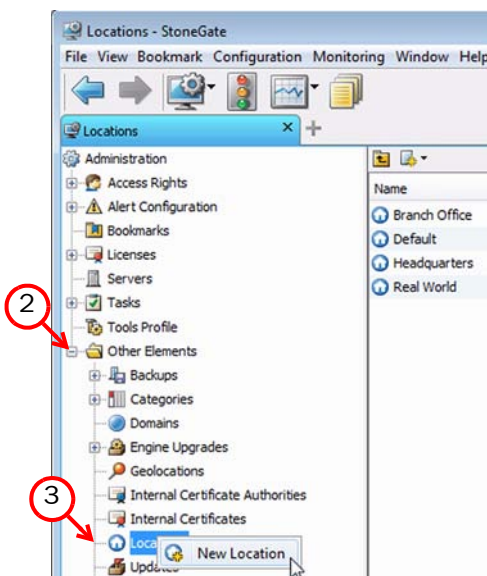 Locations - StoneGate
File View Bookmark Configuration Monitoring Window Help
Locations × +
Administration
Access Rights
Alert Configuration
Bookmarks
Licenses
Servers
Tasks
2
Tools Profile
Other Elements
Backups
Categories
Domains
Engine Upgrades
Geolocations
3
Internal Certificate Authorities
Internal Certificates
New Location
Name
Branch Office
Default
Headquarters
Real World